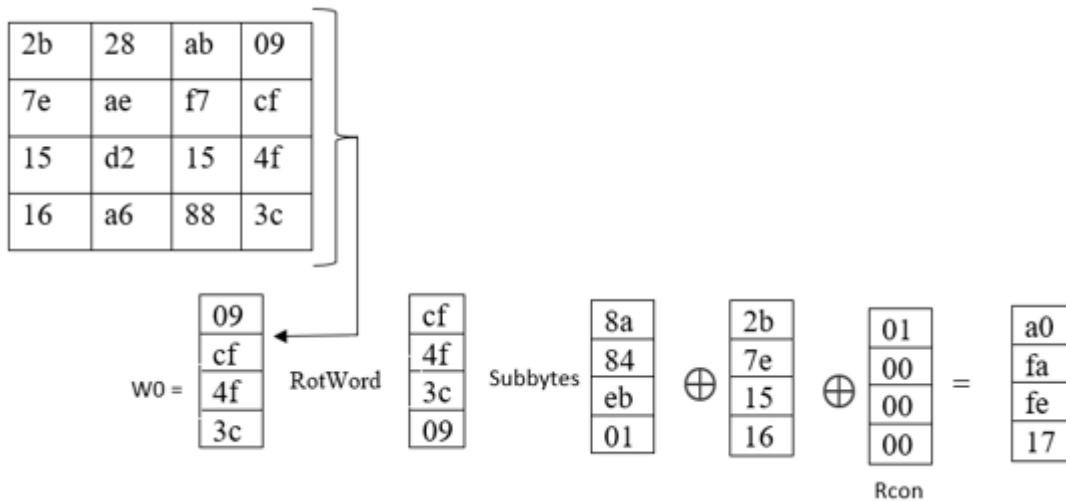 2b 28 ab 09
7e ae f7 cf
15 d2 15 4f
16 a6 88 3c
09 cf 8a 2b 01 a0
cf 4f 84 7e 00 fa
W0 = 4f RotWord 3c Subbytes eb ⊕ 15 ⊕ 00 = fe
3c 09 01 16 00 17
Rcon